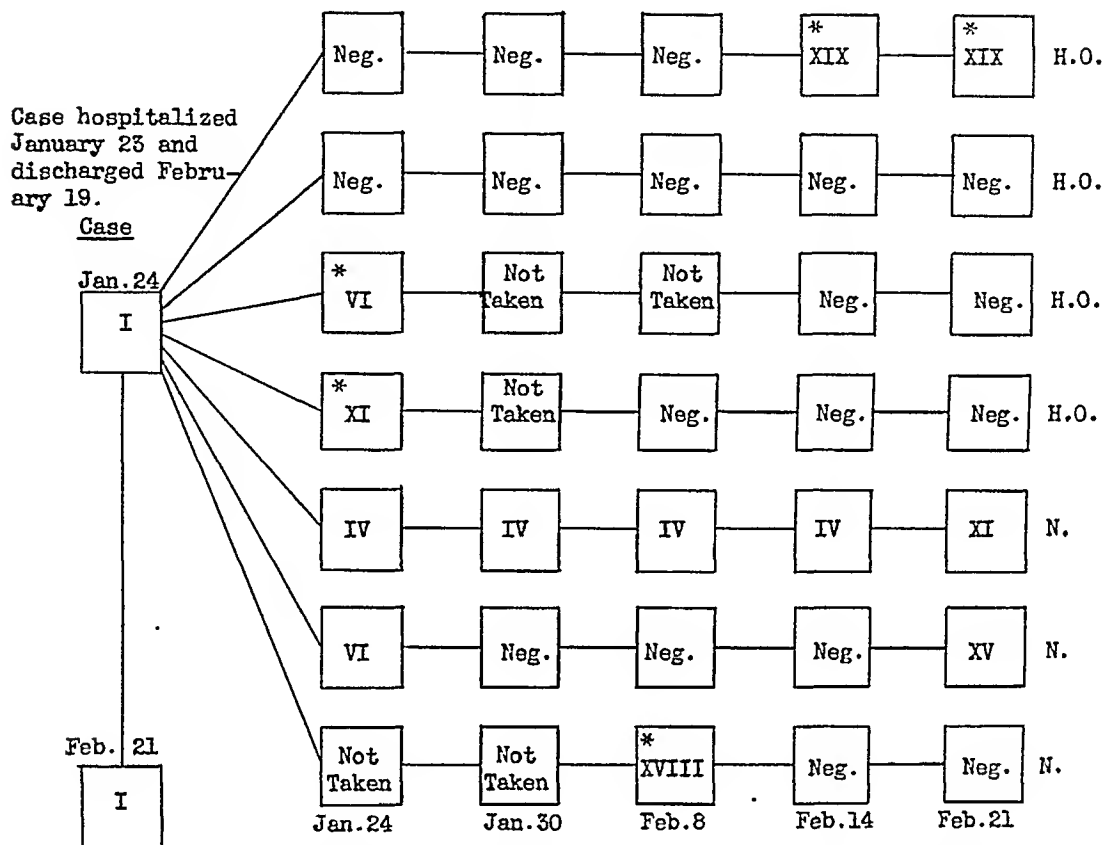 Case hospitalized
January 23 and
discharged Febru-
ary 19.
Case
Jan.24
I
Feb. 21
I
Neg. Neg. Neg. * XIX * XIX H.O.
Neg. Neg. Neg. Neg. Neg. H.O.
* VI Not Taken Not Taken Neg. Neg. H.O.
* XI Not Taken Neg. Neg. Neg. H.O.
IV IV IV IV XI N.
VI Neg. Neg. Neg. XV N.
Not Taken Not Taken * XVIII Neg. Neg. N.
Jan.24 Jan.30 Feb.8 Feb.14 Feb.21